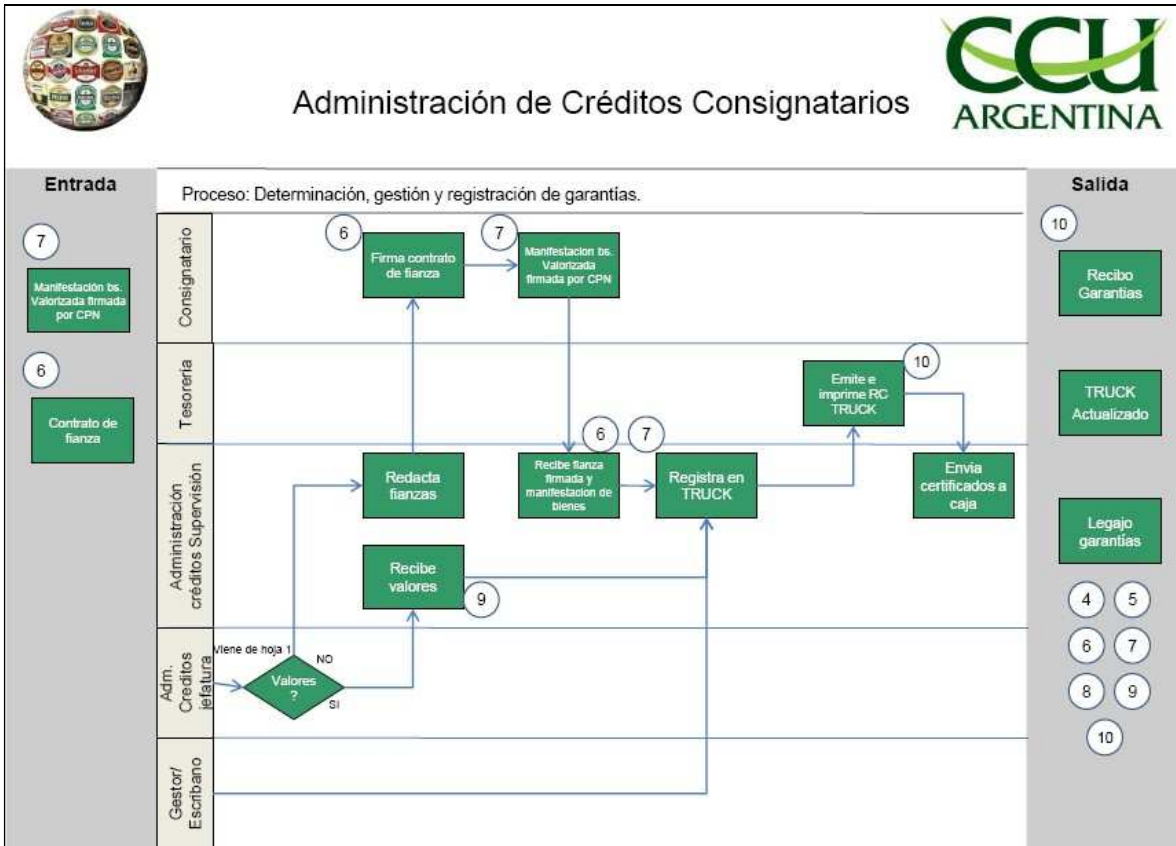 CCU
ARGENTINA
Administración de Créditos Consignatarios
Entrada
7
Manifestación bs.
Valorizada firmada
por CPN
6
Contrato de
fianza
Proceso: Determinación, gestión y registración de garantías.
Consignatario
6
Firma contrato
de fianza
7
Manifestacion bs.
Valorizada
firmada por CPN
Tesorería
Emite e
imprime RC
TRUCK
10
Administración
créditos Supervisión
Redacta
fianzas
6
7
Recibe fianza
firmada y
manifestacion de
bienes
Registra en
TRUCK
Envia
certificados a
caja
Recibe
valores
9
Adm.
Creditos
jefatura
Viene de hoja 1
NO
Valores
?
SI
Gestor/
Escribano
Salida
10
Recibo
Garantías
TRUCK
Actualizado
Legajo
garantías
4 5
6 7
8 9
10